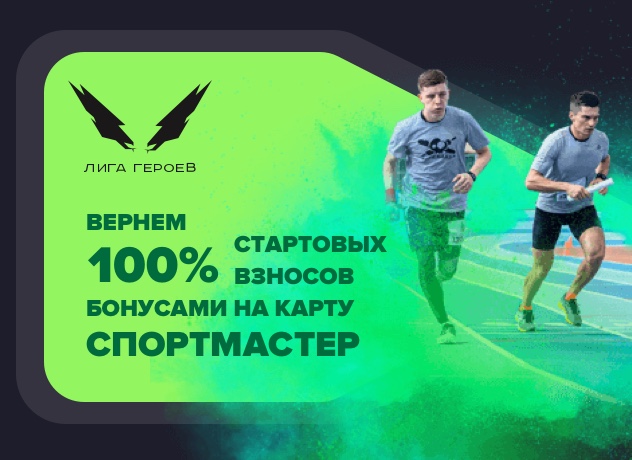 ЛИГА ГЕРОЕВ
ВЕРНЕМ
100% СТАРТОВЫХ
ВЗНОСОВ
БОНУСАМИ НА КАРТУ
СПОРТМАСТЕР